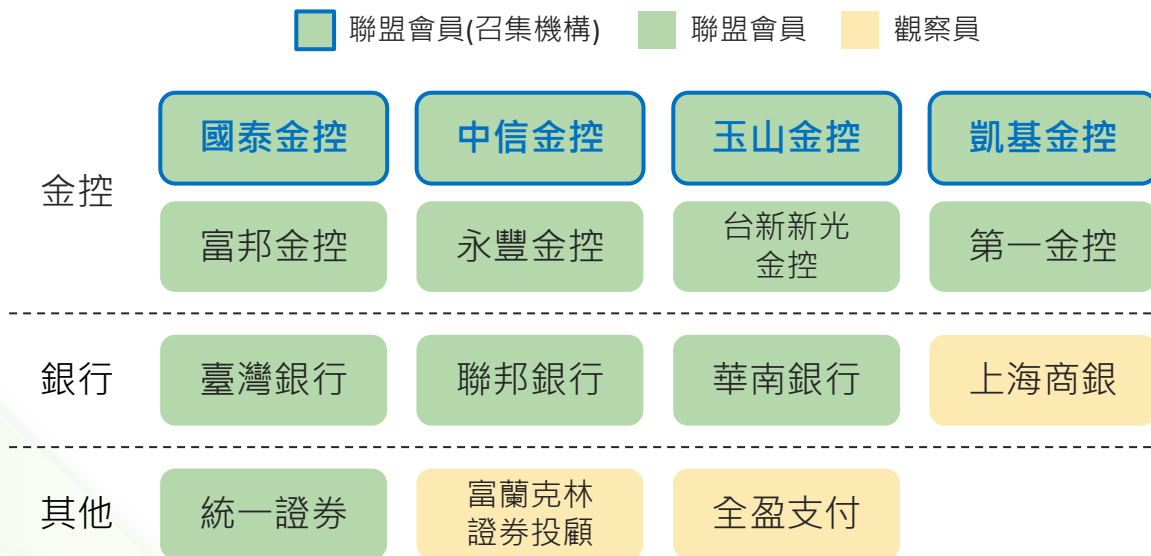 聯盟會員(召集機構)
聯盟會員
觀察員
金控
國泰金控
中信金控
玉山金控
凱基金控
富邦金控
永豐金控
台新新光
金控
第一金控
銀行
臺灣銀行
聯邦銀行
華南銀行
上海商銀
其他
統一證券
富蘭克林
證券投顧
全盈支付